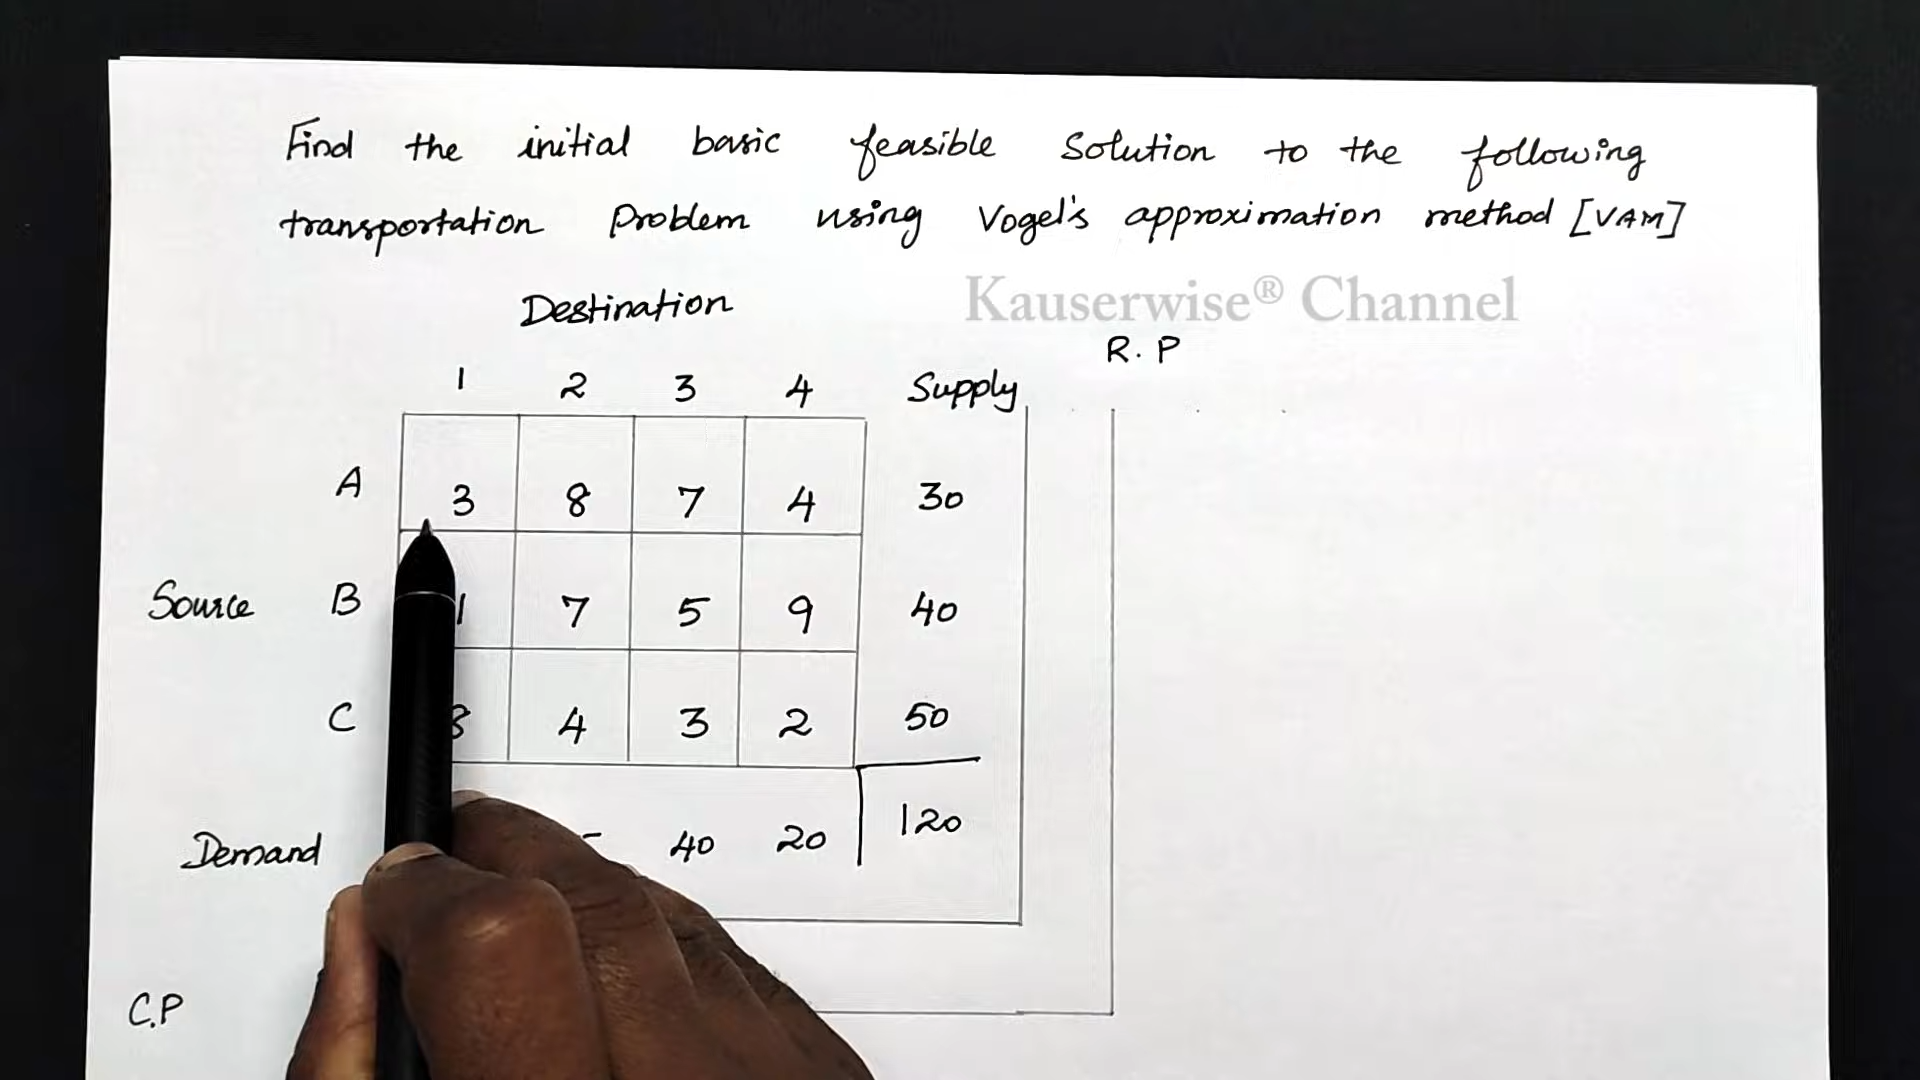 Find the initial basic feasible Solution to the following
transportation Problem using Vogel's approximation method [VAM]
Kauserwise® Channel
Destination
R. P
1 2 3 4 Supply
A 3 8 7 4 30
Source B 1 7 5 9 40
C 4 3 2 50
Demand 40 20 120
C.P